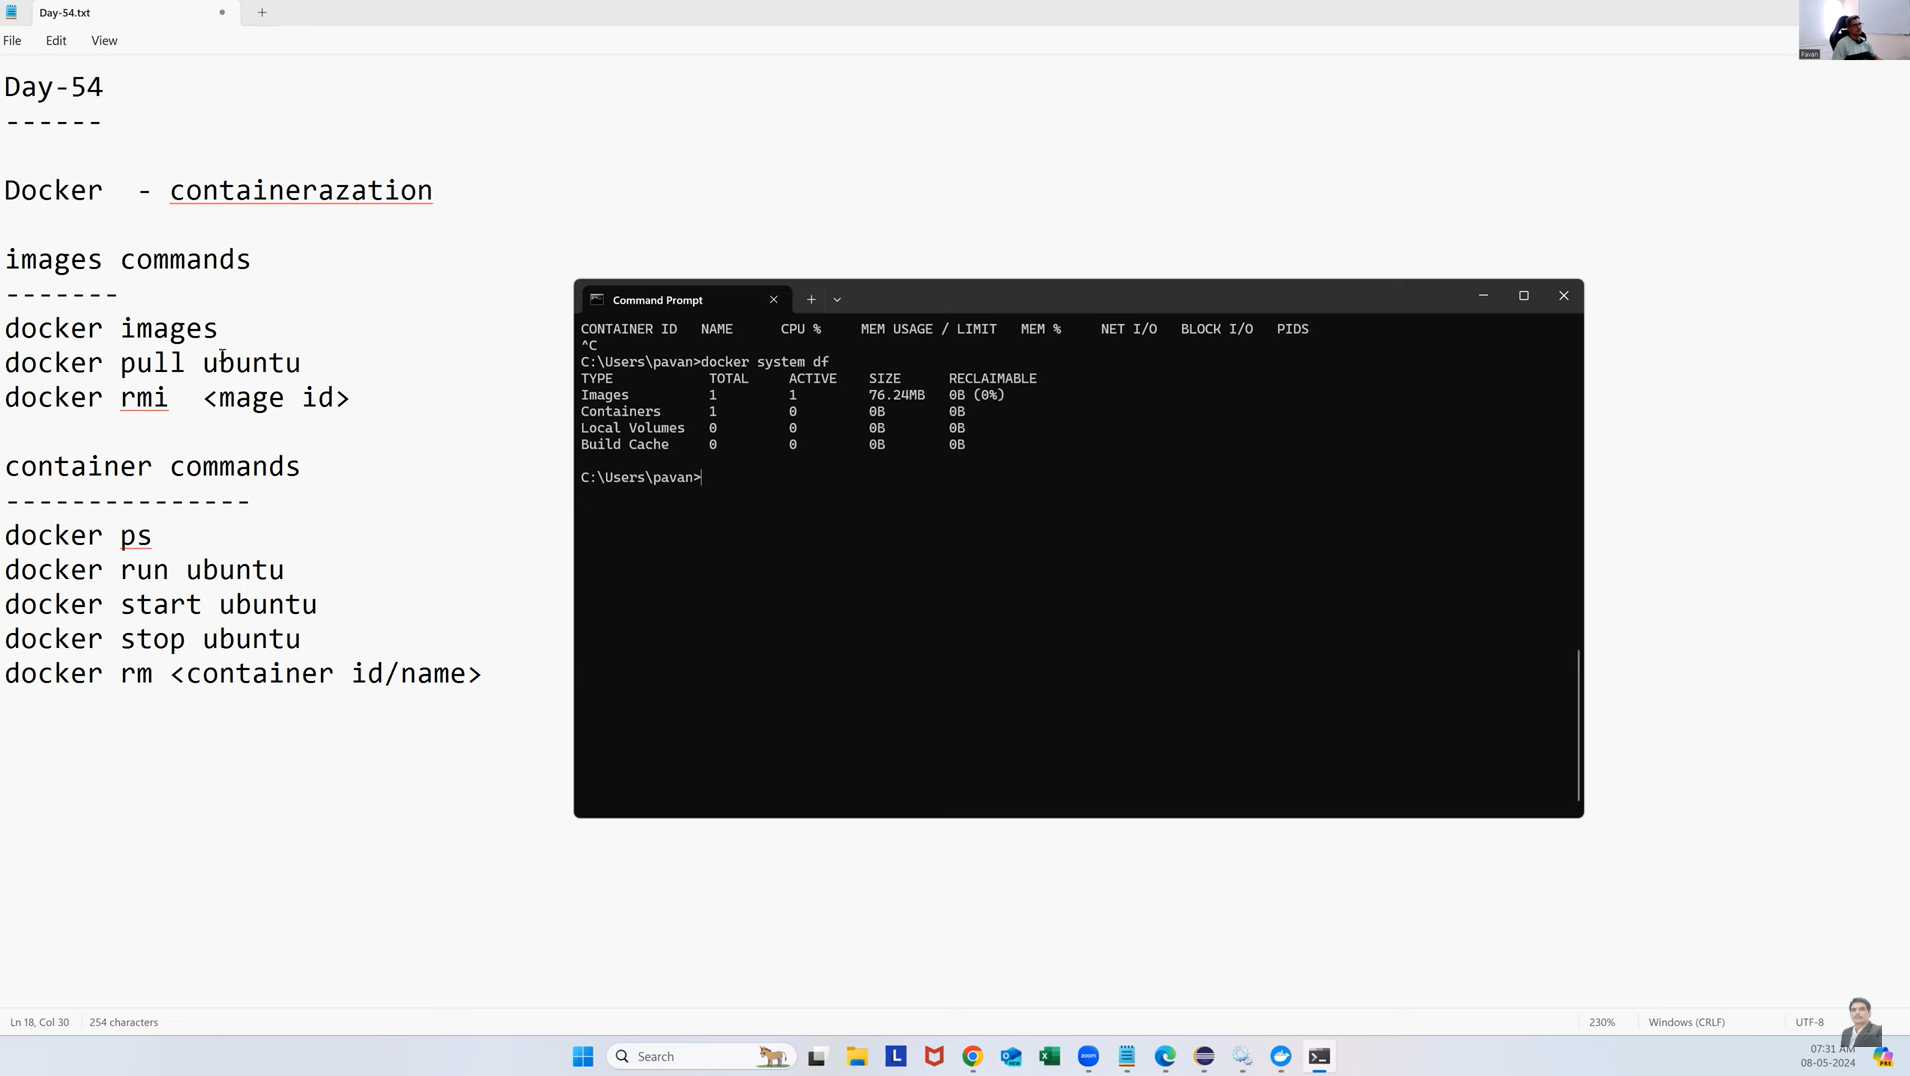 Day-54.txt
File Edit View
Pavan
Day-54
------
Docker - containerazation
images commands
-------
docker images
docker pull ubuntu
docker rmi <mage id>
container commands
---------------
docker ps
docker run ubuntu
docker start ubuntu
docker stop ubuntu
docker rm <container id/name>
Command Prompt
CONTAINER ID NAME CPU % MEM USAGE / LIMIT MEM % NET I/O BLOCK I/O PIDS
^C
C:\Users\pavan>docker system df
TYPE TOTAL ACTIVE SIZE RECLAIMABLE
Images 1 1 76.24MB 0B (0%)
Containers 1 0 0B 0B
Local Volumes 0 0 0B 0B
Build Cache 0 0 0B 0B
C:\Users\pavan>
Ln 18, Col 30 254 characters 230% Windows (CRLF) UTF-8
Search L zoom NEW PRE
07:31 AM
08-05-2024